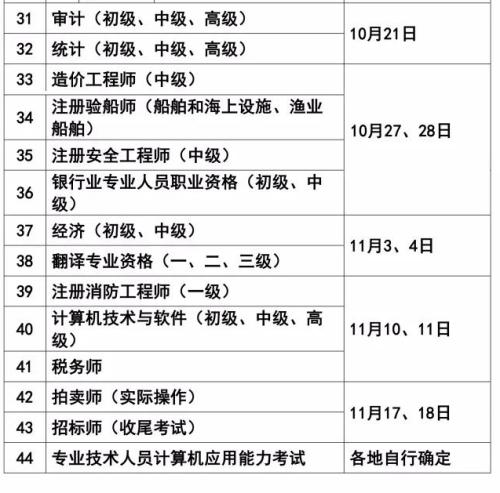 31 审计（初级、中级、高级）
10月21日
32 统计（初级、中级、高级）
33 造价工程师（中级）
34 注册验船师（船舶和海上设施、渔业
船舶）
10月27、28日
35 注册安全工程师（中级）
36 银行业专业人员职业资格（初级、中
级）
37 经济（初级、中级）
11月3、4日
38 翻译专业资格（一、二、三级）
39 注册消防工程师（一级）
40 计算机技术与软件（初级、中级、高
级）
11月10、11日
41 税务师
42 拍卖师（实际操作）
11月17、18日
43 招标师（收尾考试）
44 专业技术人员计算机应用能力考试 各地自行确定